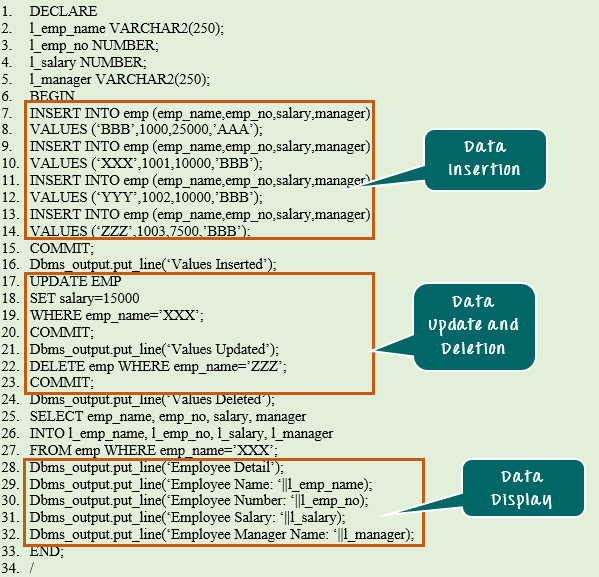 1. DECLARE
2. l_emp_name VARCHAR2(250);
3. l_emp_no NUMBER;
4. l_salary NUMBER;
5. l_manager VARCHAR2(250);
6. BEGIN
7. INSERT INTO emp (emp_name,emp_no,salary,manager)
8. VALUES (‘BBB’,1000,25000,’AAA’);
9. INSERT INTO emp (emp_name,emp_no,salary,manager)
10. VALUES (‘XXX’,1001,10000,’BBB’);
11. INSERT INTO emp (emp_name,emp_no,salary,manager)
12. VALUES (‘YYY’,1002,10000,’BBB’);
13. INSERT INTO emp (emp_name,emp_no,salary,manager)
14. VALUES (‘ZZZ’,1003,7500,’BBB’);
Data
Insertion
15. COMMIT;
16. Dbms_output.put_line(‘Values Inserted’);
17. UPDATE EMP
18. SET salary=15000
19. WHERE emp_name=’XXX’;
20. COMMIT;
21. Dbms_output.put_line(‘Values Updated’);
22. DELETE emp WHERE emp_name=’ZZZ’;
23. COMMIT;
Data
Update and
Deletion
24. Dbms_output.put_line(‘Values Deleted’);
25. SELECT emp_name, emp_no, salary, manager
26. INTO l_emp_name, l_emp_no, l_salary, l_manager
27. FROM emp WHERE emp_name=’XXX’;
28. Dbms_output.put_line(‘Employee Detail’);
29. Dbms_output.put_line(‘Employee Name: ‘||l_emp_name);
30. Dbms_output.put_line(‘Employee Number: ‘||l_emp_no);
31. Dbms_output.put_line(‘Employee Salary: ‘||l_salary);
32. Dbms_output.put_line(‘Employee Manager Name: ‘||l_manager);
Data
Display
33. END;
34. /